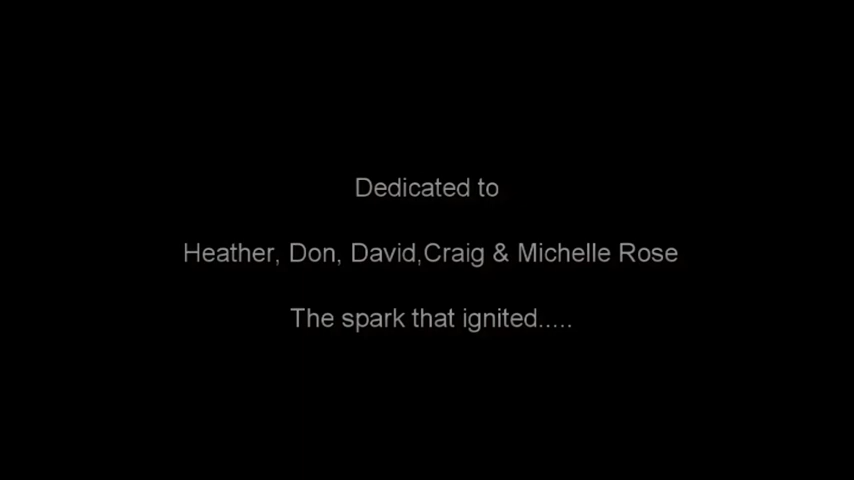 Dedicated to
Heather, Don, David,Craig & Michelle Rose
The spark that ignited.....